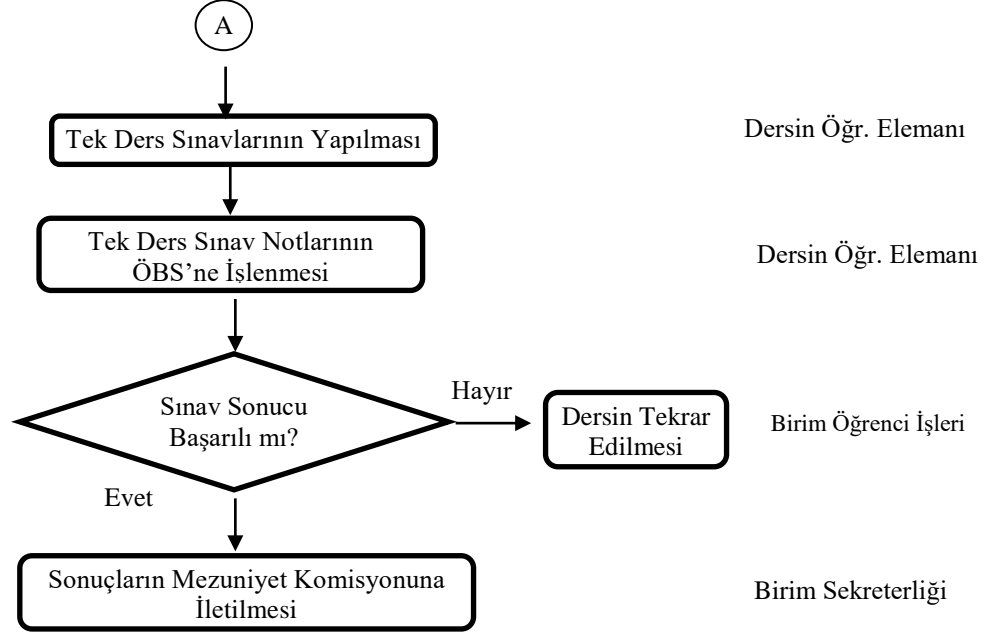 A
Tek Ders Sınavlarının Yapılması
Dersin Öğr. Elemanı
Tek Ders Sınav Notlarının
ÖBS’ne İşlenmesi
Dersin Öğr. Elemanı
Sınav Sonucu
Başarılı mı?
Hayır
Dersin Tekrar
Edilmesi
Birim Öğrenci İşleri
Evet
Sonuçların Mezuniyet Komisyonuna
İletilmesi
Birim Sekreterliği